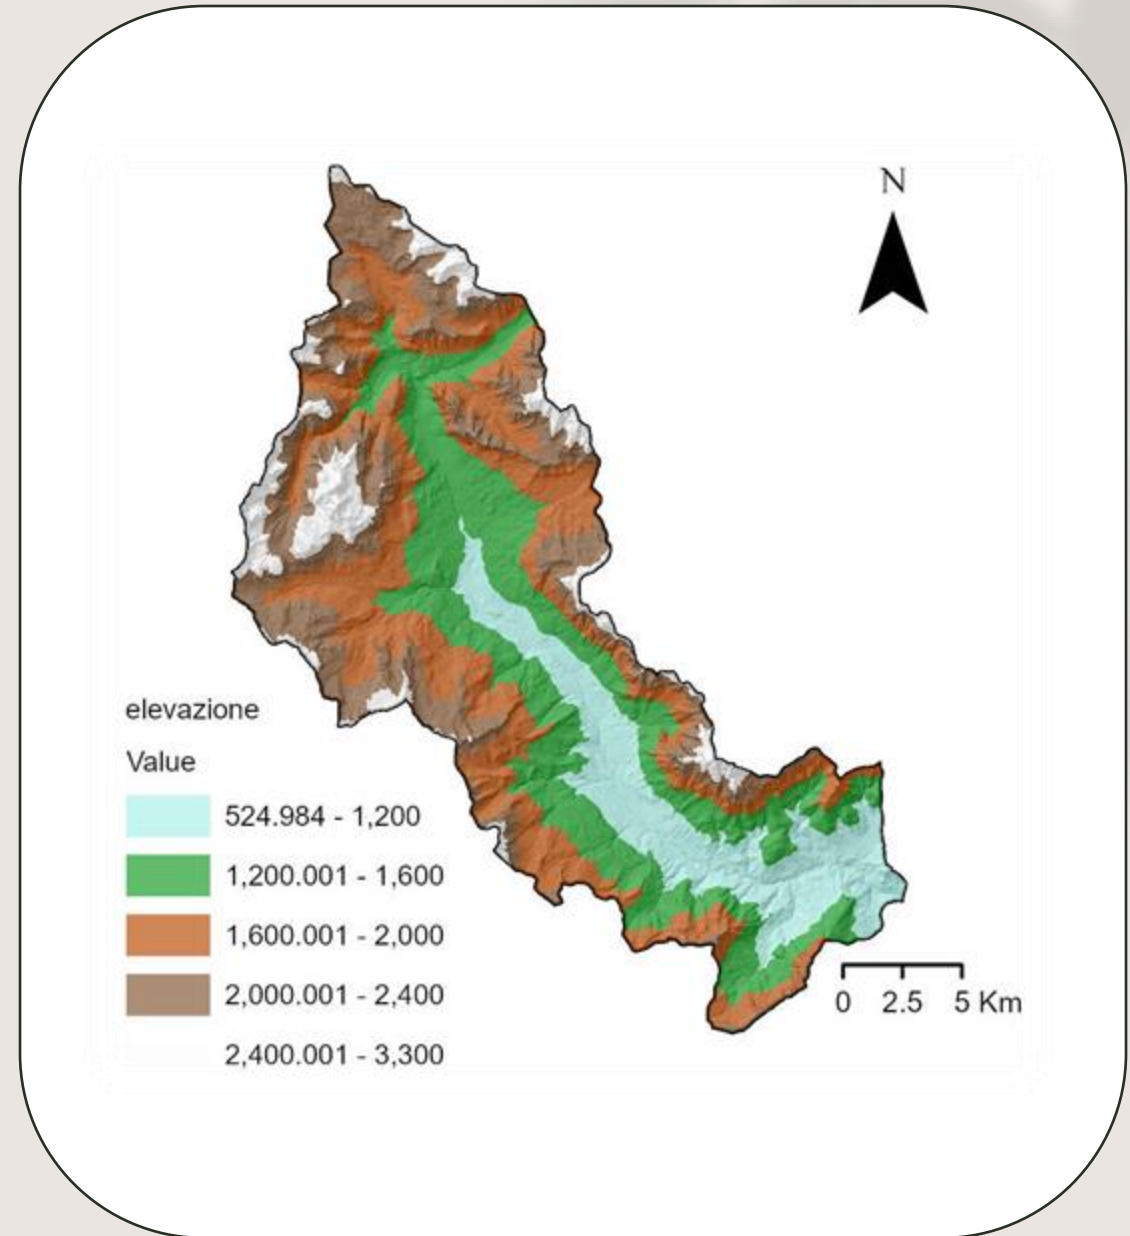 N
elevazione
Value
524.984 - 1,200
1,200.001 - 1,600
1,600.001 - 2,000
2,000.001 - 2,400
2,400.001 - 3,300
0 2.5 5 Km